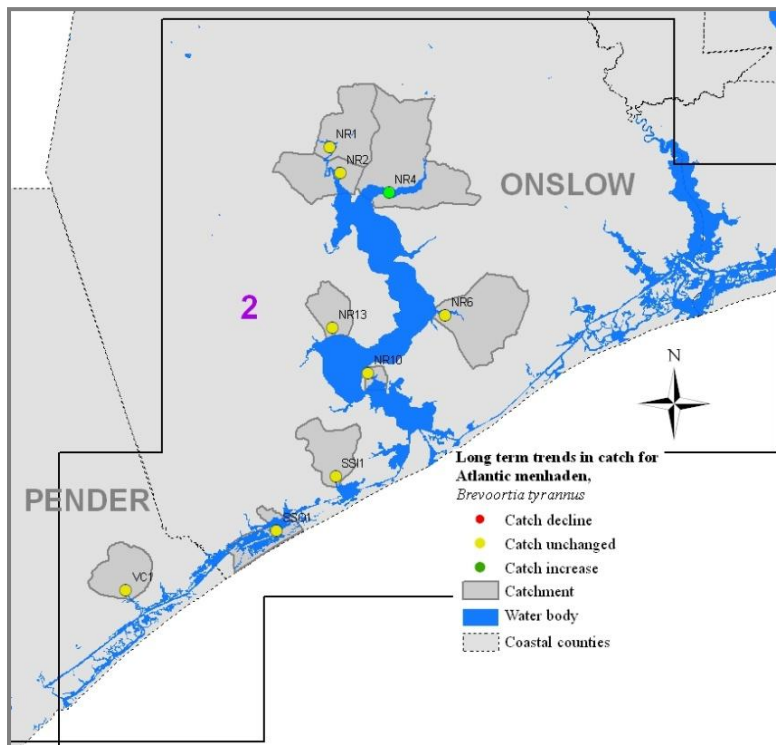 NR1
NR2
NR4
ONSLOW
2
NR6
NR13
NR10
N
SSI1
Long term trends in catch for
Atlantic menhaden,
Brevoortia tyrannus
Catch decline
Catch unchanged
Catch increase
Catchment
Water body
Coastal counties
PENDER
VC1